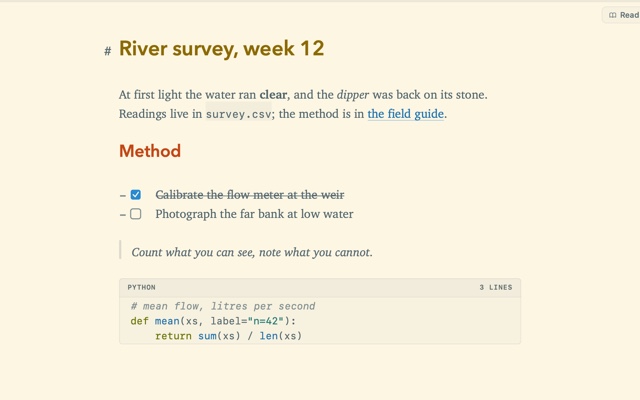 Read
# River survey, week 12
At first light the water ran clear, and the dipper was back on its stone.
Readings live in survey.csv; the method is in the field guide.
Method
– Calibrate the flow meter at the weir
– Photograph the far bank at low water
Count what you can see, note what you cannot.
PYTHON 3 LINES
# mean flow, litres per second
def mean(xs, label="n=42"):
    return sum(xs) / len(xs)